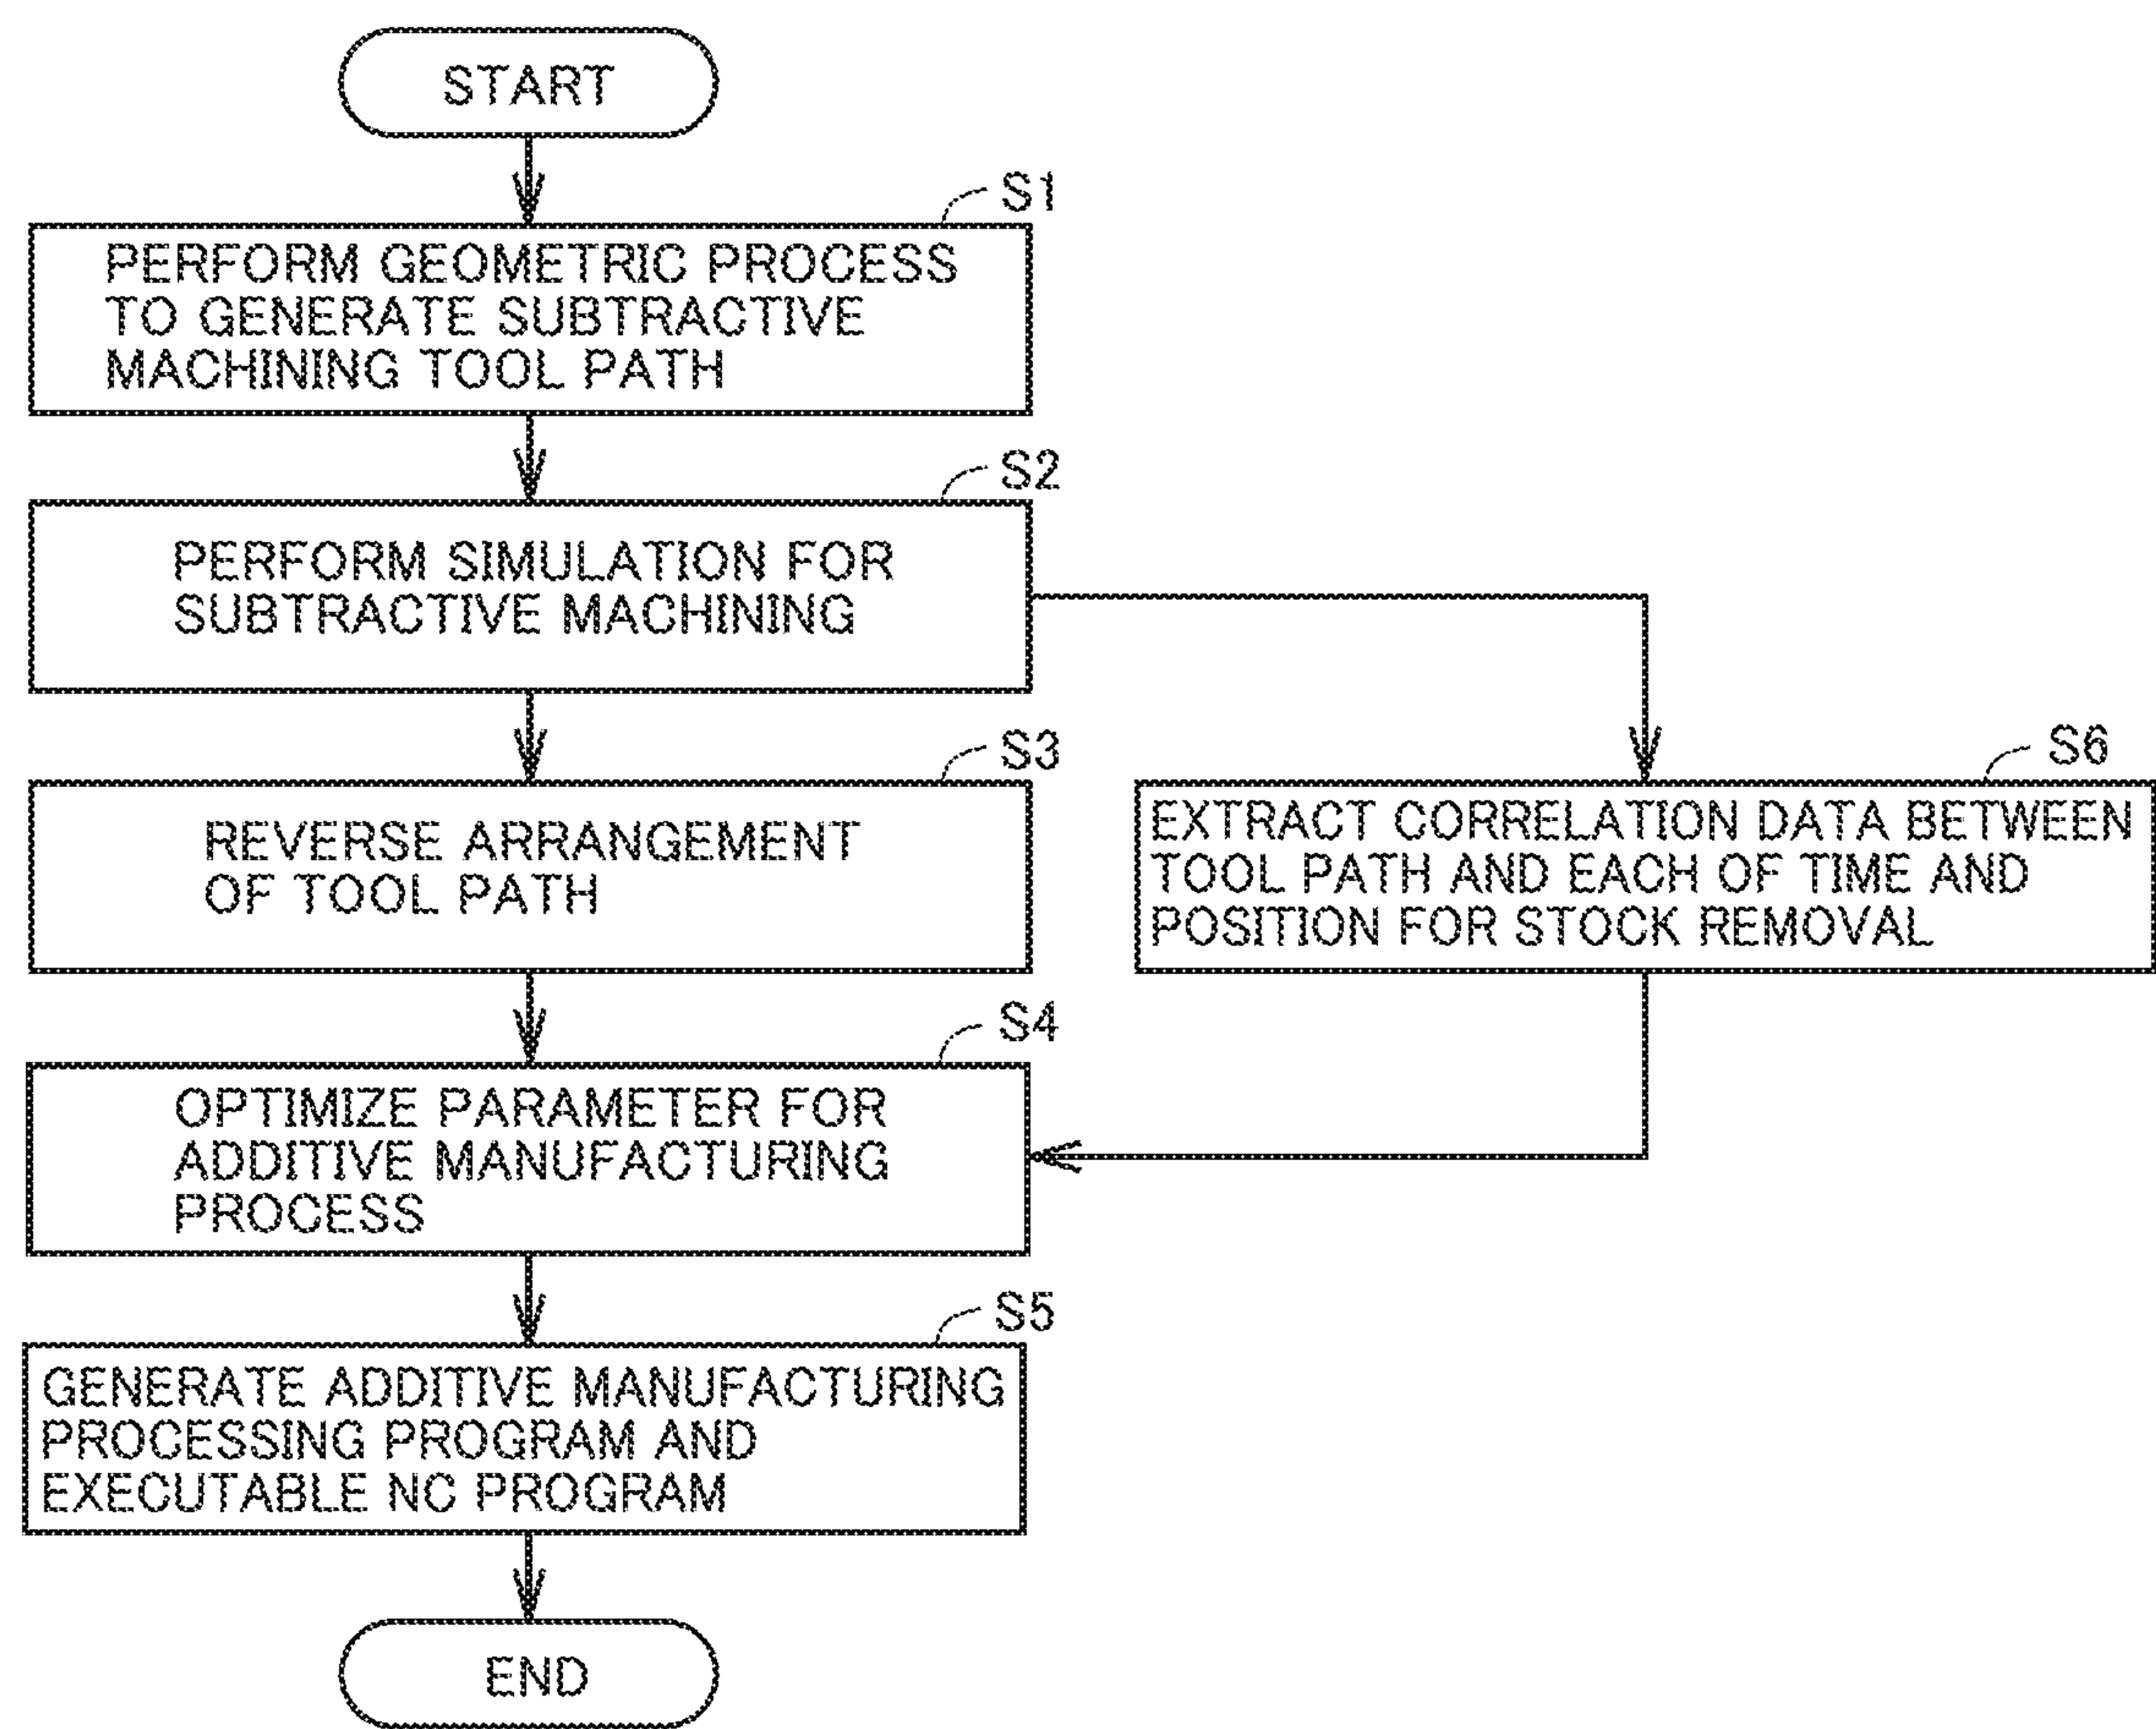 START
S1
PERFORM GEOMETRIC PROCESS
TO GENERATE SUBTRACTIVE
MACHINING TOOL PATH
S2
PERFORM SIMULATION FOR
SUBTRACTIVE MACHINING
S3
REVERSE ARRANGEMENT
OF TOOL PATH
S6
EXTRACT CORRELATION DATA BETWEEN
TOOL PATH AND EACH OF TIME AND
POSITION FOR STOCK REMOVAL
S4
OPTIMIZE PARAMETER FOR
ADDITIVE MANUFACTURING
PROCESS
S5
GENERATE ADDITIVE MANUFACTURING
PROCESSING PROGRAM AND
EXECUTABLE NC PROGRAM
END